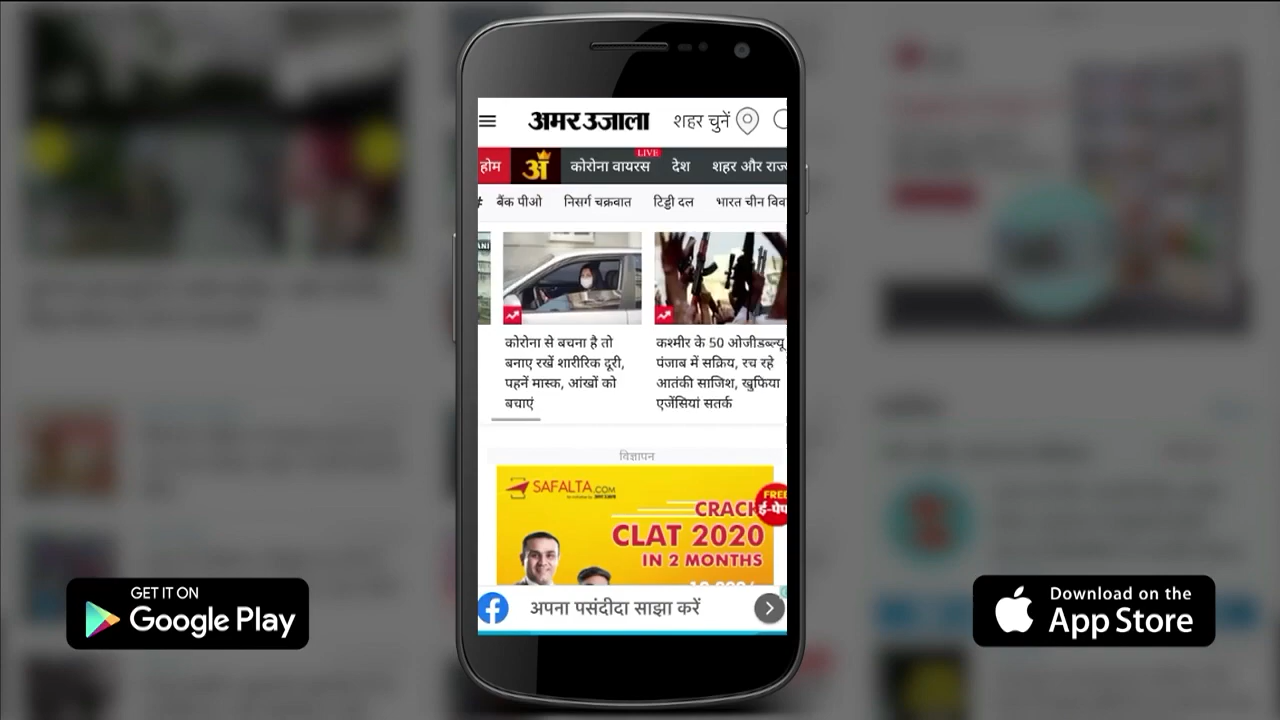 अमर उजाला
शहर चुनें
LIVE
होम
अ
कोरोना वायरस
देश
शहर और राज्य
# बैंक पीओ
निसर्ग चक्रवात
टिड्डी दल
भारत चीन विवा
कोरोना से बचना है तो
बनाए रखें शारीरिक दूरी,
पहनें मास्क, आंखों को
बचाएं
कश्मीर के 50 ओजीडब्ल्यू
पंजाब में सक्रिय, रच रहे
आतंकी साजिश, खुफिया
एजेंसियां सतर्क
विज्ञापन
SAFALTA.COM
CRACK
FREE
ई-पेप
CLAT 2020
IN 2 MONTHS
अपना पसंदीदा साझा करें
GET IT ON
Google Play
Download on the
App Store